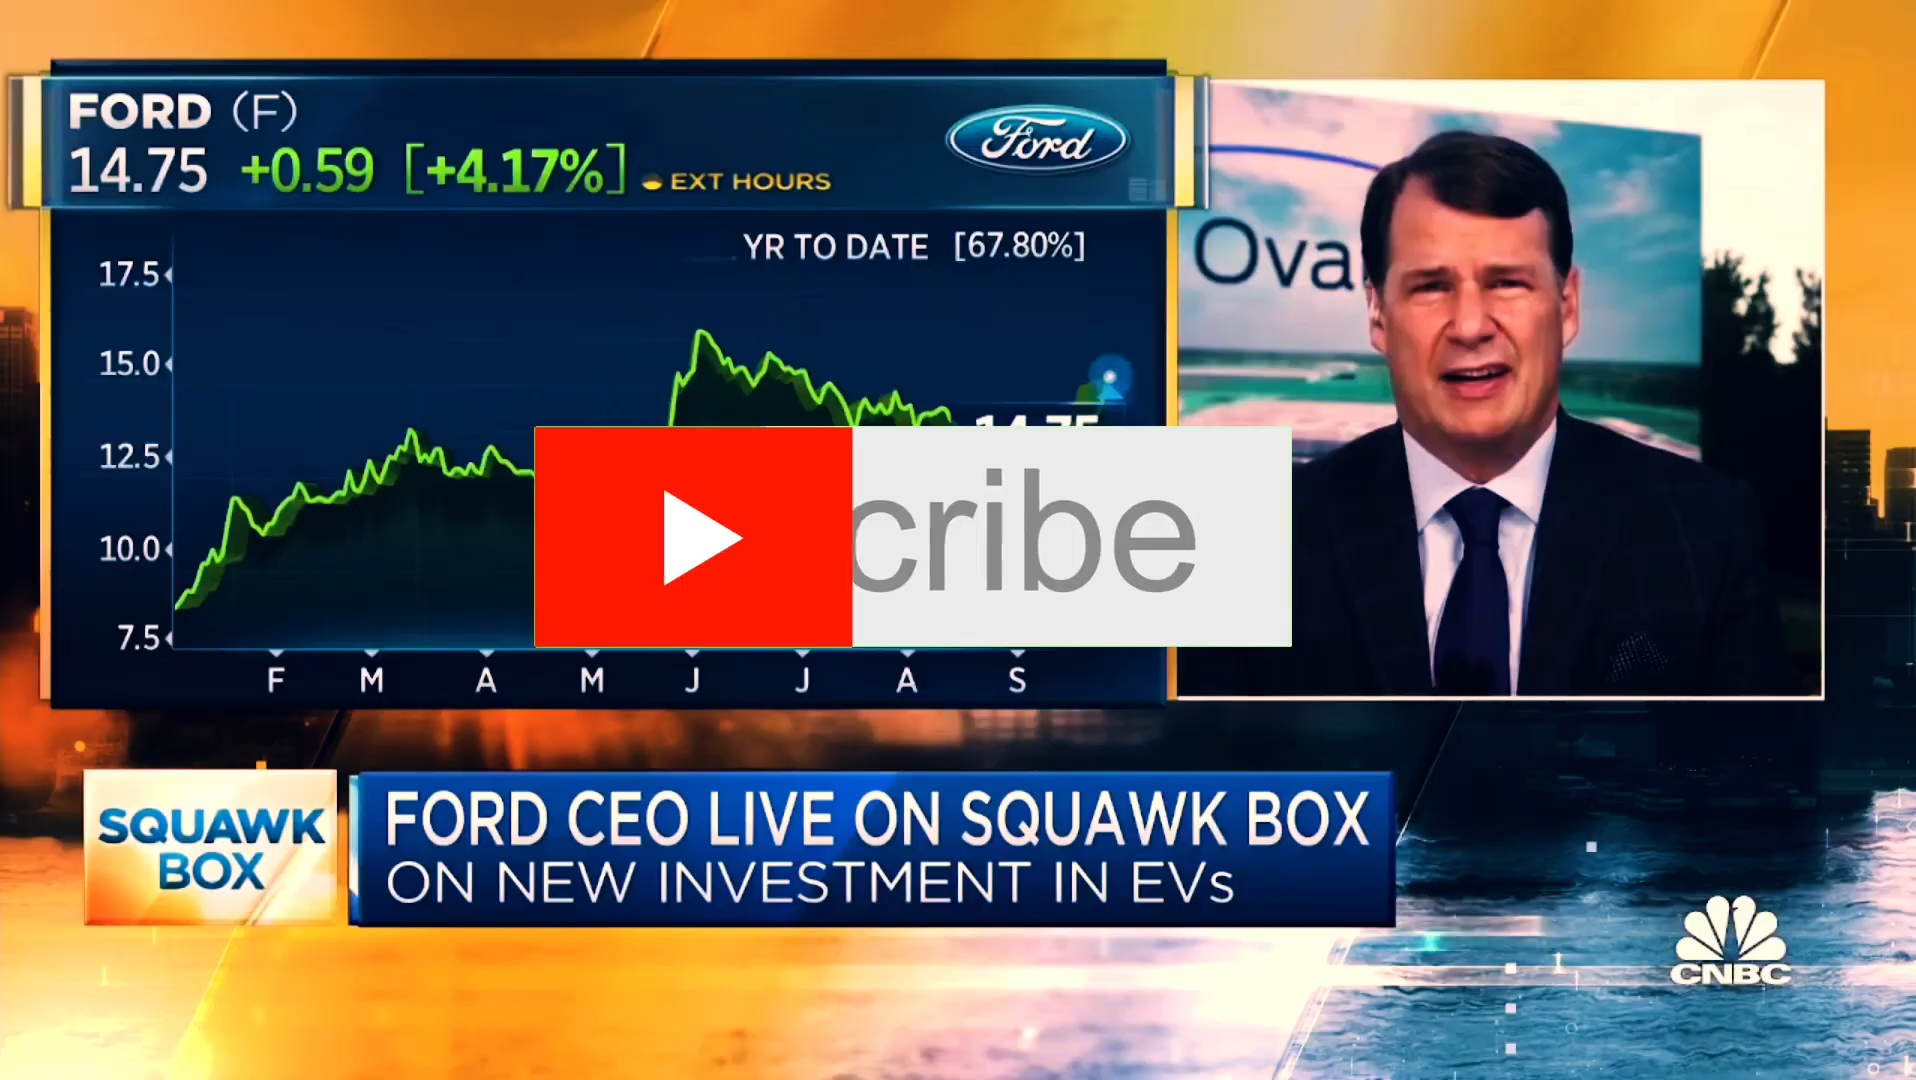 FORD (F)
14.75 +0.59 [+4.17%] EXT HOURS
Ford
YR TO DATE [67.80%]
17.5
15.0
12.5
10.0
7.5
14.75
F M A M J J A S
Ova
cribe
SQUAWK
BOX
FORD CEO LIVE ON SQUAWK BOX
ON NEW INVESTMENT IN EVs
CNBC